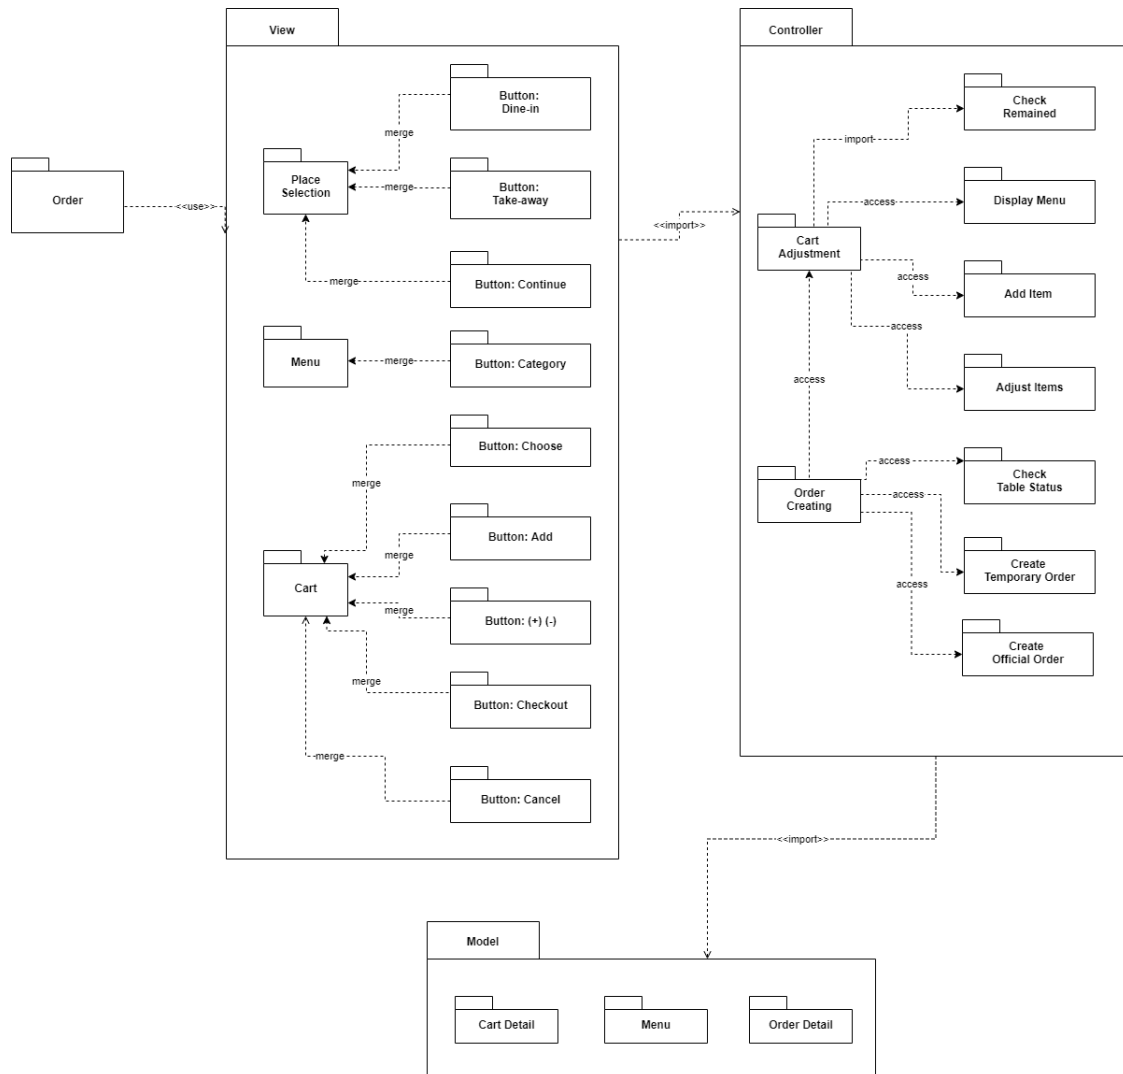 View
Controller
Button:
Dine-in
Check
Remained
merge
import
Order
Place
Selection
merge
Button:
Take-away
access
Display Menu
<<use>>
<<import>>
Cart
Adjustment
merge
Button: Continue
access
Add Item
access
Menu
merge
Button: Category
access
Adjust Items
Button: Choose
merge
access
Check
Table Status
Order
Creating
access
Button: Add
merge
Cart
Create
Temporary Order
access
merge
Button: (+) (-)
Create
Official Order
merge
Button: Checkout
merge
Button: Cancel
<<import>>
Model
Cart Detail
Menu
Order Detail